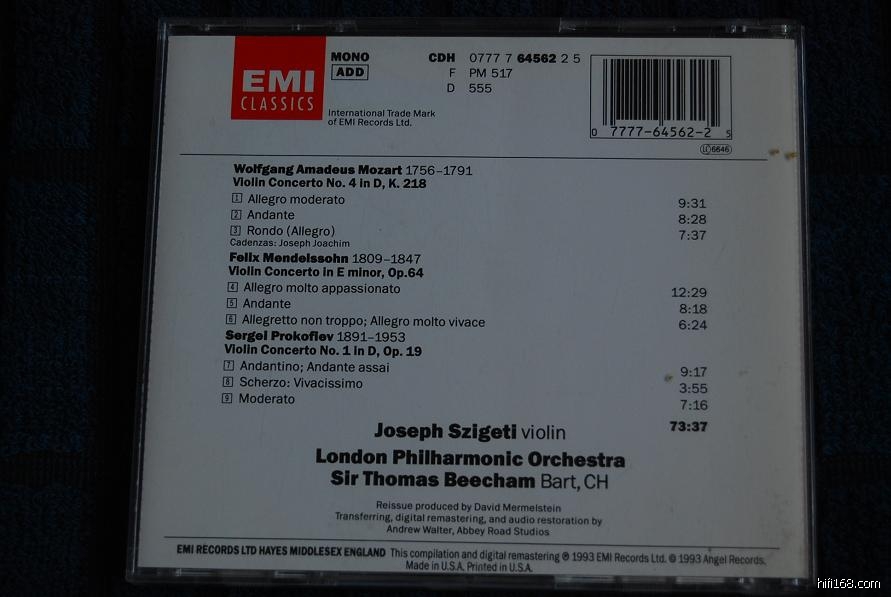 EMI
CLASSICS
MONO
ADD
International Trade Mark
of EMI Records Ltd.
CDH 0777 7 64562 2 5
F PM 517
D 555
0 7777-64562-2 5
LC 6646
Wolfgang Amadeus Mozart 1756–1791
Violin Concerto No. 4 in D, K. 218
1 Allegro moderato 9:31
2 Andante 8:28
3 Rondo (Allegro) 7:37
Cadenzas: Joseph Joachim
Felix Mendelssohn 1809–1847
Violin Concerto in E minor, Op.64
4 Allegro molto appassionato 12:29
5 Andante 8:18
6 Allegretto non troppo; Allegro molto vivace 6:24
Sergei Prokofiev 1891–1953
Violin Concerto No. 1 in D, Op. 19
7 Andantino; Andante assai 9:17
8 Scherzo: Vivacissimo 3:55
9 Moderato 7:16
73:37
Joseph Szigeti violin
London Philharmonic Orchestra
Sir Thomas Beecham Bart, CH
Reissue produced by David Mermelstein
Transferring, digital remastering, and audio restoration by
Andrew Walter, Abbey Road Studios
EMI RECORDS LTD HAYES MIDDLESEX ENGLAND This compilation and digital remastering ℗ 1993 EMI Records Ltd. © 1993 Angel Records.
Made in U.S.A. Printed in U.S.A.
hifi168.com